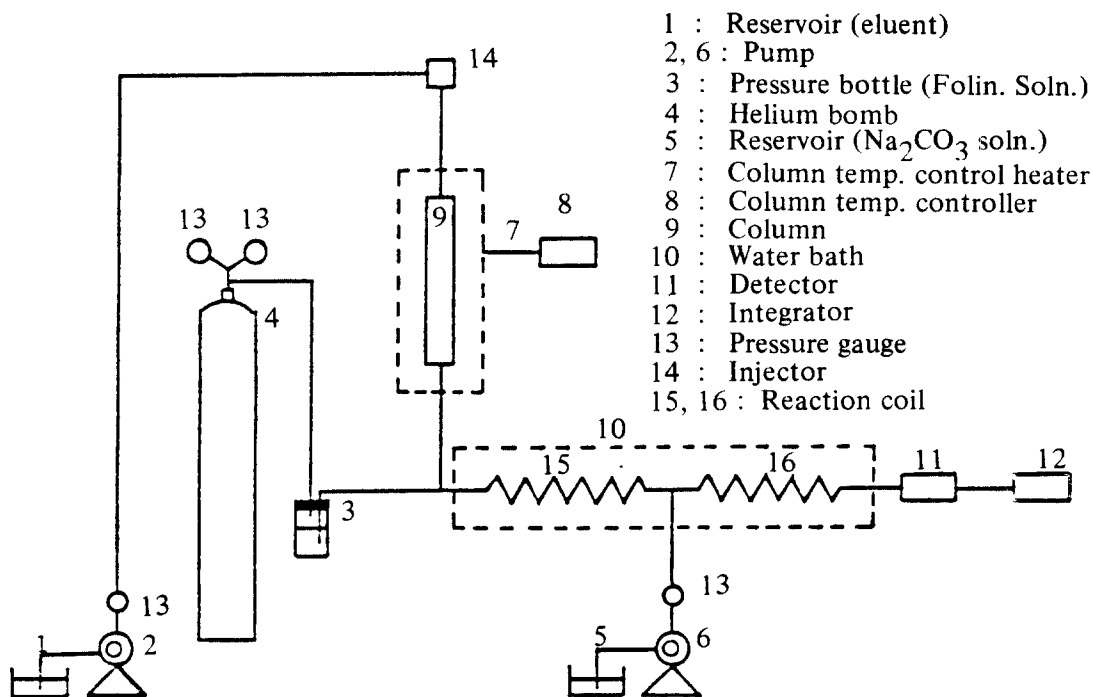 1 : Reservoir (eluent)
2, 6 : Pump
3 : Pressure bottle (Folin. Soln.)
4 : Helium bomb
5 : Reservoir (Na₂CO₃ soln.)
7 : Column temp. control heater
8 : Column temp. controller
9 : Column
10 : Water bath
11 : Detector
12 : Integrator
13 : Pressure gauge
14 : Injector
15, 16 : Reaction coil
14
9
7
8
13 13
4
10
15
16
11
12
3
13
1
2
13
5
6